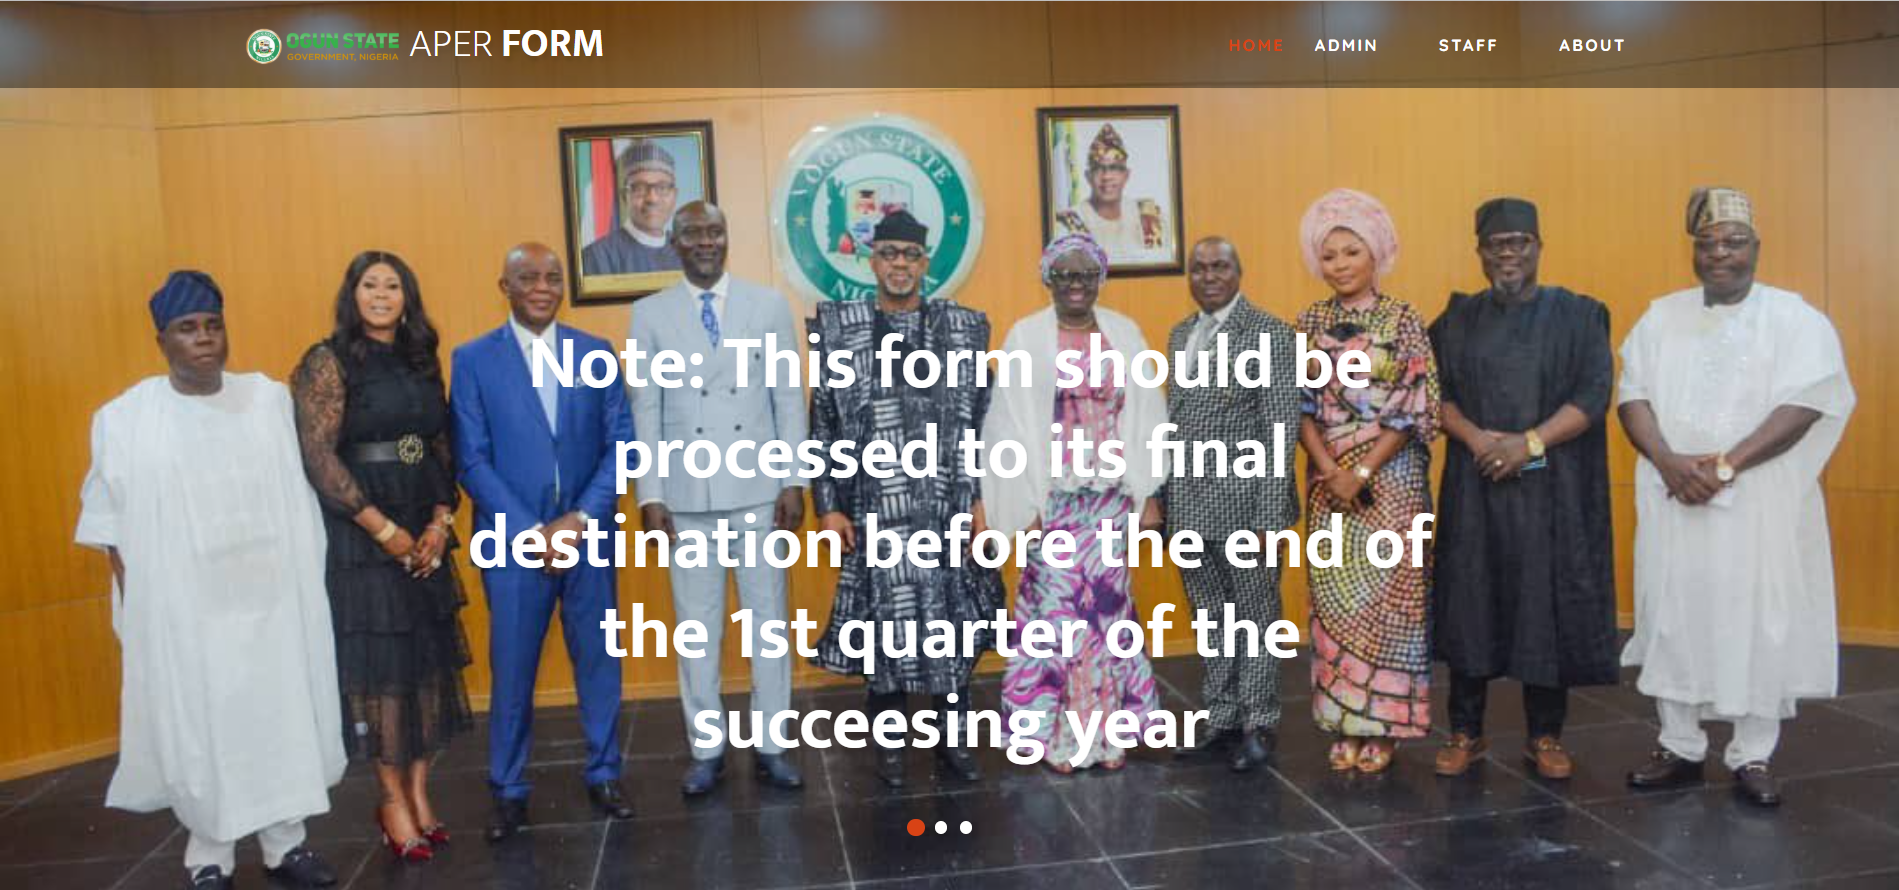 OGUN STATE
GOVERNMENT, NIGERIA
APER FORM
HOME ADMIN STAFF ABOUT
OGUN STATE
Note: This form should be
processed to its final
destination before the end of
the 1st quarter of the
succeesing year